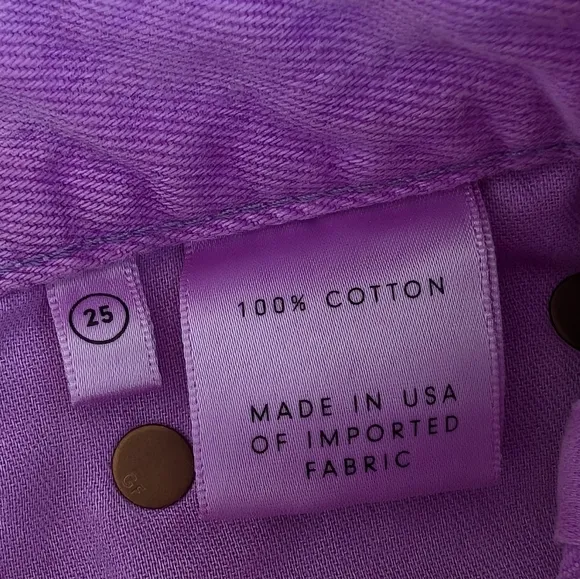 25
100% COTTON
MADE IN USA
OF IMPORTED
FABRIC